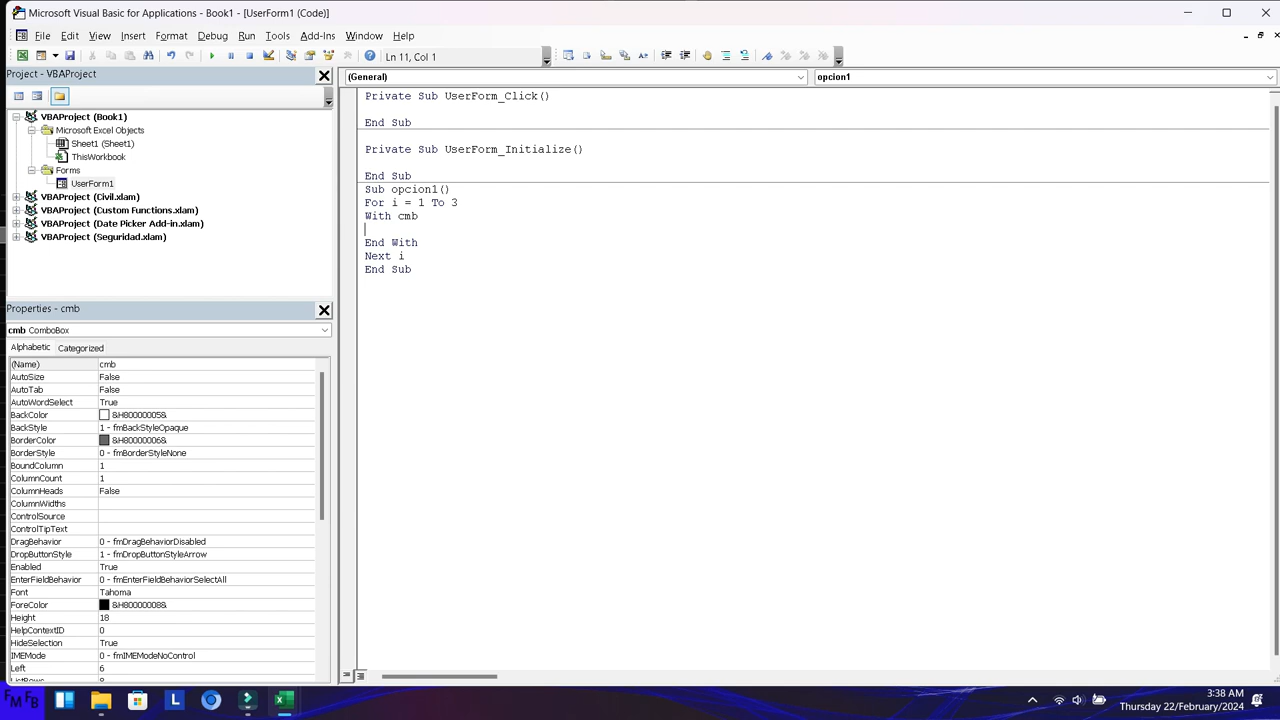 Microsoft Visual Basic for Applications - Book1 - [UserForm1 (Code)]
File Edit View Insert Format Debug Run Tools Add-Ins Window Help
Ln 11, Col 1
Project - VBAProject
(General)
opcion1
VBAProject (Book1)
Microsoft Excel Objects
Sheet1 (Sheet1)
ThisWorkbook
Forms
UserForm1
VBAProject (Civil.xlam)
VBAProject (Custom Functions.xlam)
VBAProject (Date Picker Add-in.xlam)
VBAProject (Seguridad.xlam)
Private Sub UserForm_Click()
End Sub
Private Sub UserForm_Initialize()
End Sub
Sub opcion1()
For i = 1 To 3
With cmb
End With
Next i
End Sub
Properties - cmb
cmb ComboBox
Alphabetic Categorized
(Name) cmb
AutoSize False
AutoTab False
AutoWordSelect True
BackColor &H80000005&
BackStyle 1 - fmBackStyleOpaque
BorderColor &H80000006&
BorderStyle 0 - fmBorderStyleNone
BoundColumn 1
ColumnCount 1
ColumnHeads False
ColumnWidths
ControlSource
ControlTipText
DragBehavior 0 - fmDragBehaviorDisabled
DropButtonStyle 1 - fmDropButtonStyleArrow
Enabled True
EnterFieldBehavior 0 - fmEnterFieldBehaviorSelectAll
Font Tahoma
ForeColor &H80000008&
Height 18
HelpContextID 0
HideSelection True
IMEMode 0 - fmIMEModeNoControl
Left 6
ListRows 8
L
3:38 AM
Thursday 22/February/2024